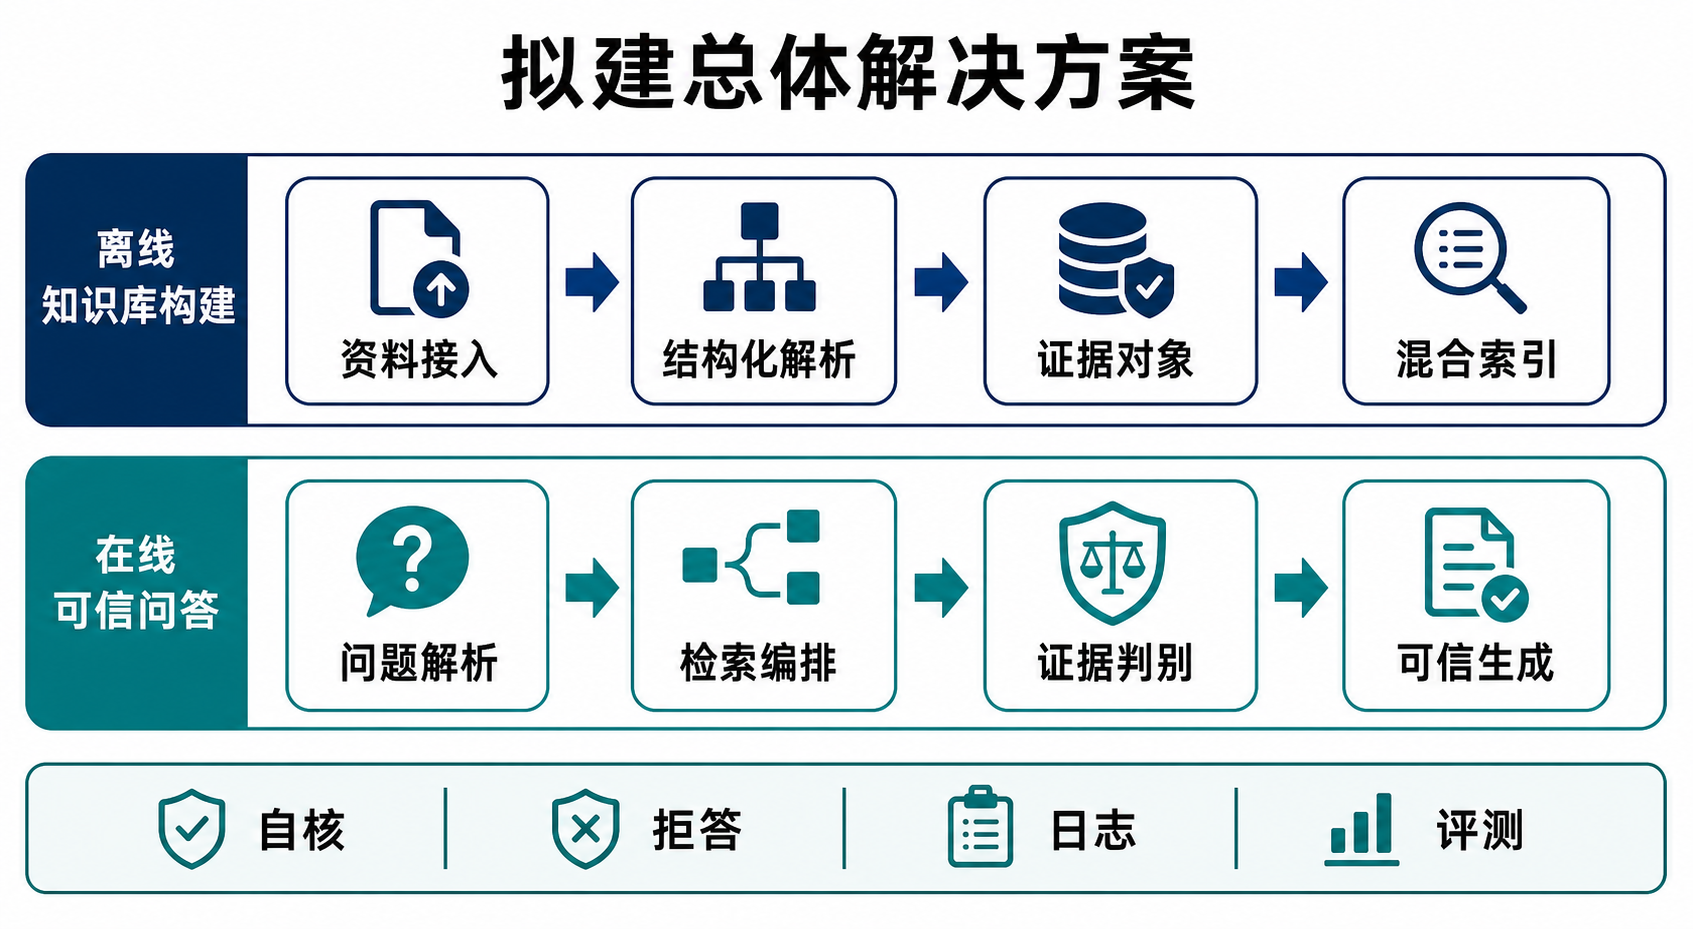 拟建总体解决方案
离线
知识库构建
资料接入
结构化解析
证据对象
混合索引
在线
可信问答
问题解析
检索编排
证据判别
可信生成
自核
拒答
日志
评测